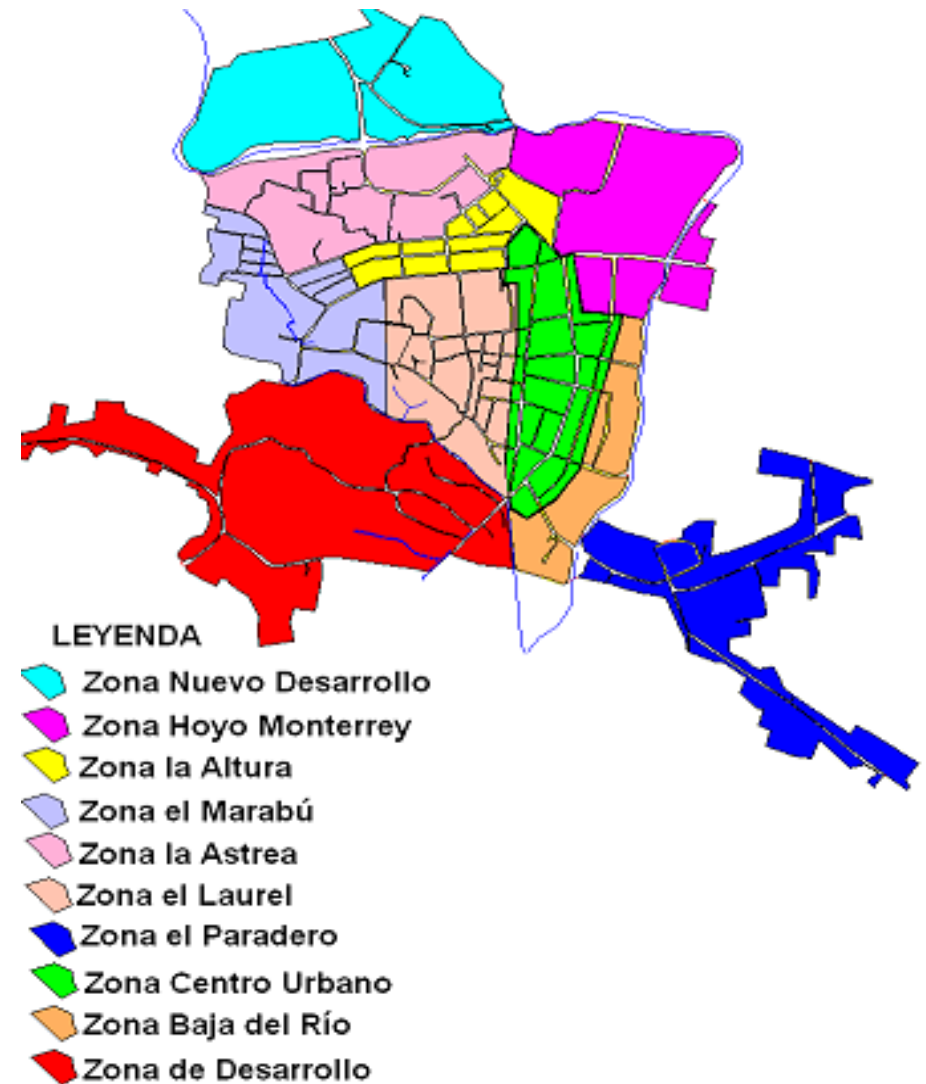 LEYENDA
Zona Nuevo Desarrollo
Zona Hoyo Monterrey
Zona la Altura
Zona el Marabú
Zona la Astrea
Zona el Laurel
Zona el Paradero
Zona Centro Urbano
Zona Baja del Río
Zona de Desarrollo